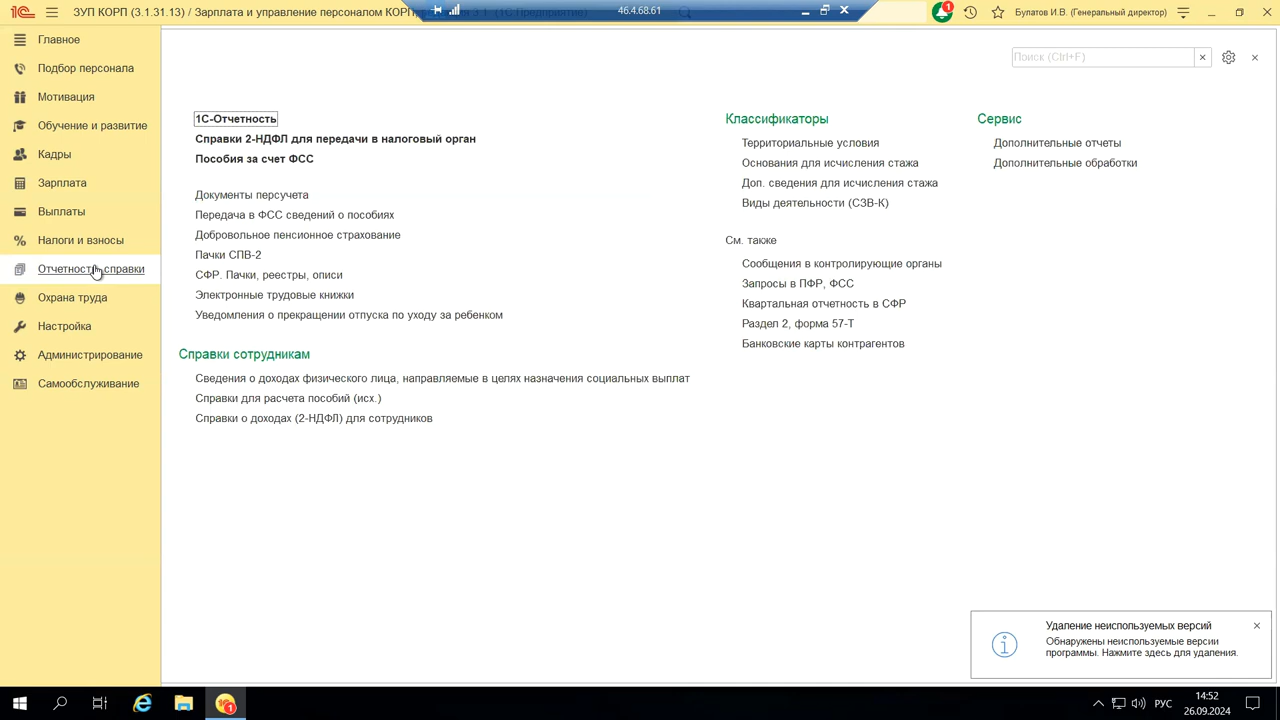 ЗУП КОРП (3.1.31.13) / Зарплата и управление персоналом КОРП
46.4.68.61
1
Булатов И.В. (Генеральный директор)
Главное
Подбор персонала
Мотивация
Обучение и развитие
Кадры
Зарплата
Выплаты
Налоги и взносы
Отчетность, справки
Охрана труда
Настройка
Администрирование
Самообслуживание
Поиск (Ctrl+F)
1С-Отчетность
Справки 2-НДФЛ для передачи в налоговый орган
Пособия за счет ФСС
Документы персучета
Передача в ФСС сведений о пособиях
Добровольное пенсионное страхование
Пачки СПВ-2
СФР. Пачки, реестры, описи
Электронные трудовые книжки
Уведомления о прекращении отпуска по уходу за ребенком
Справки сотрудникам
Сведения о доходах физического лица, направляемые в целях назначения социальных выплат
Справки для расчета пособий (исх.)
Справки о доходах (2-НДФЛ) для сотрудников
Классификаторы
Территориальные условия
Основания для исчисления стажа
Доп. сведения для исчисления стажа
Виды деятельности (СЗВ-К)
См. также
Сообщения в контролирующие органы
Запросы в ПФР, ФСС
Квартальная отчетность в СФР
Раздел 2, форма 57-Т
Банковские карты контрагентов
Сервис
Дополнительные отчеты
Дополнительные обработки
Удаление неиспользуемых версий
Обнаружены неиспользуемые версии
программы. Нажмите здесь для удаления.
1
РУС
14:52
26.09.2024